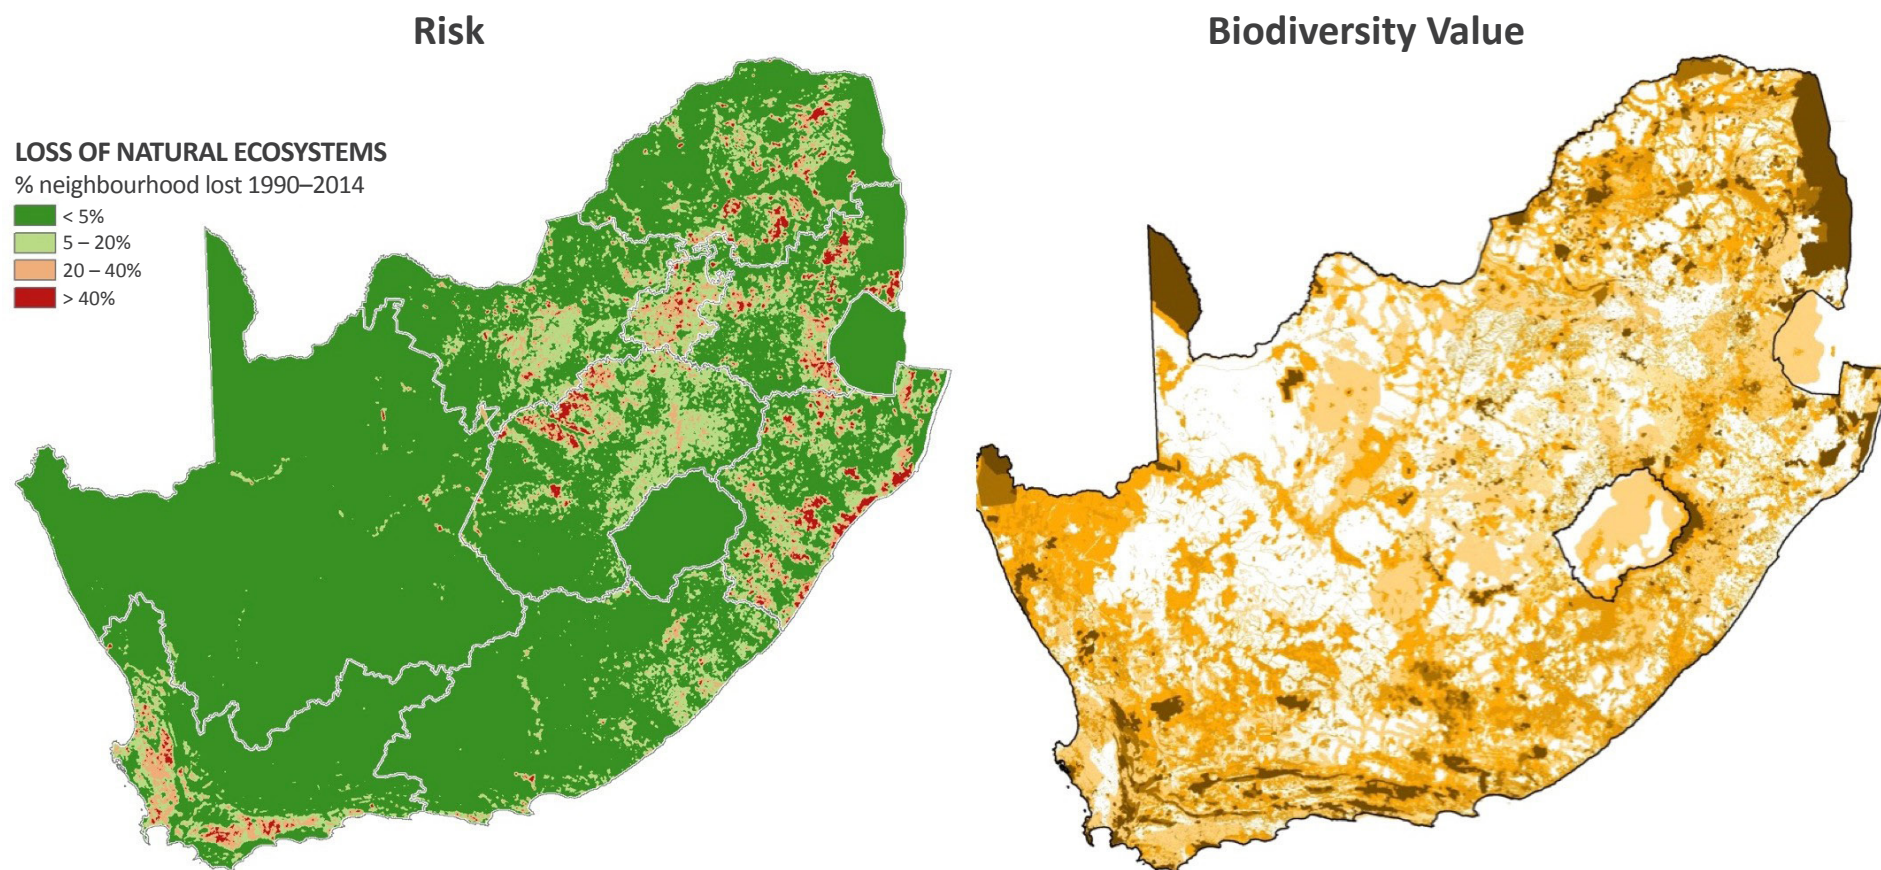 Risk
Biodiversity Value
LOSS OF NATURAL ECOSYSTEMS
% neighbourhood lost 1990–2014
< 5%
5 – 20%
20 – 40%
> 40%